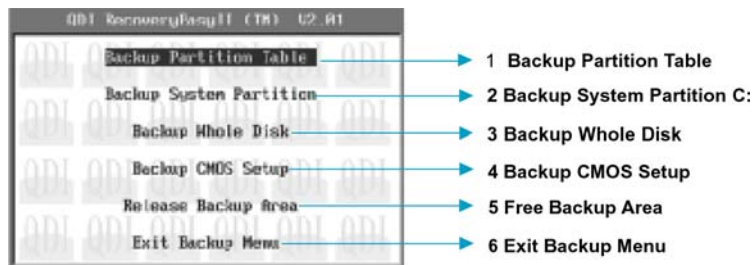 QDI RecoveryEasyII (TM) V2.01
Backup Partition Table 1 Backup Partition Table
Backup System Partition 2 Backup System Partition C:
Backup Whole Disk 3 Backup Whole Disk
Backup CMOS Setup 4 Backup CMOS Setup
Release Backup Area 5 Free Backup Area
Exit Backup Menu 6 Exit Backup Menu